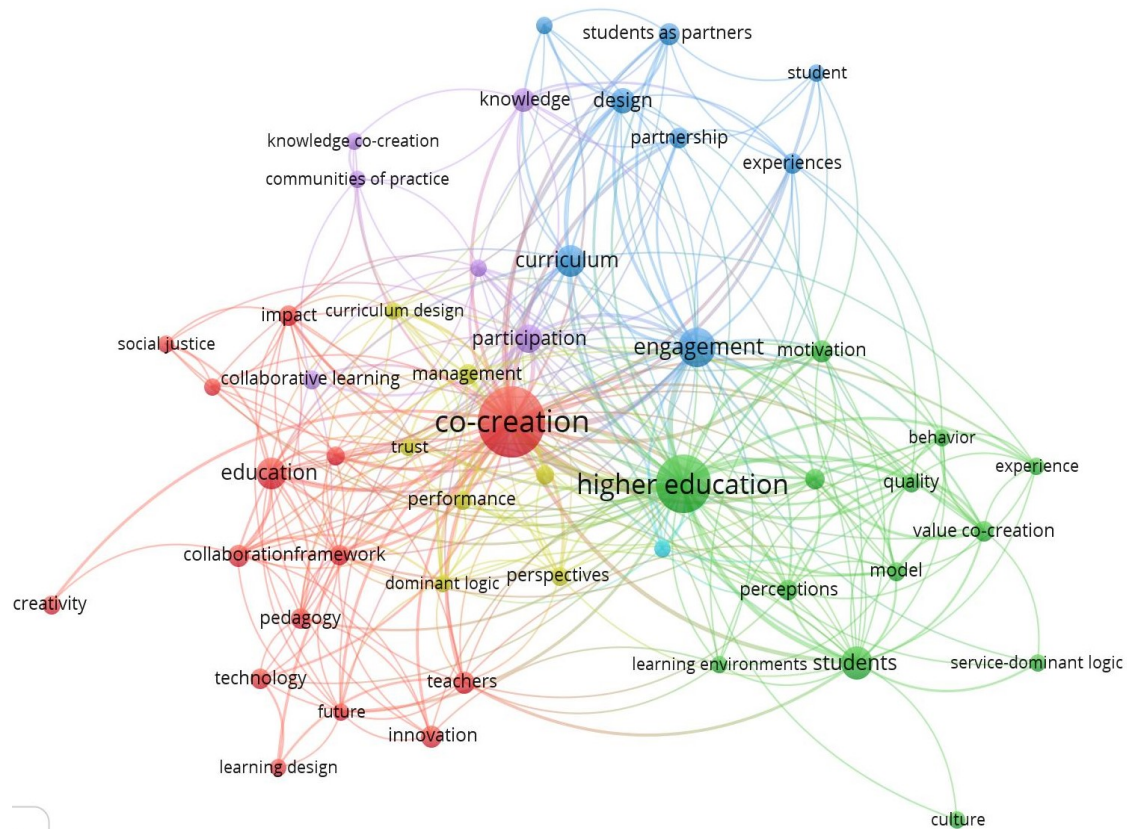 students as partners
student
knowledge
design
partnership
knowledge co-creation
experiences
communities of practice
curriculum
impact
curriculum design
participation
social justice
engagement
motivation
collaborative learning
management
co-creation
trust
behavior
education
experience
higher education
quality
performance
value co-creation
collaboration
framework
dominant logic
perspectives
model
perceptions
creativity
pedagogy
learning environments
students
service-dominant logic
technology
teachers
future
innovation
learning design
culture